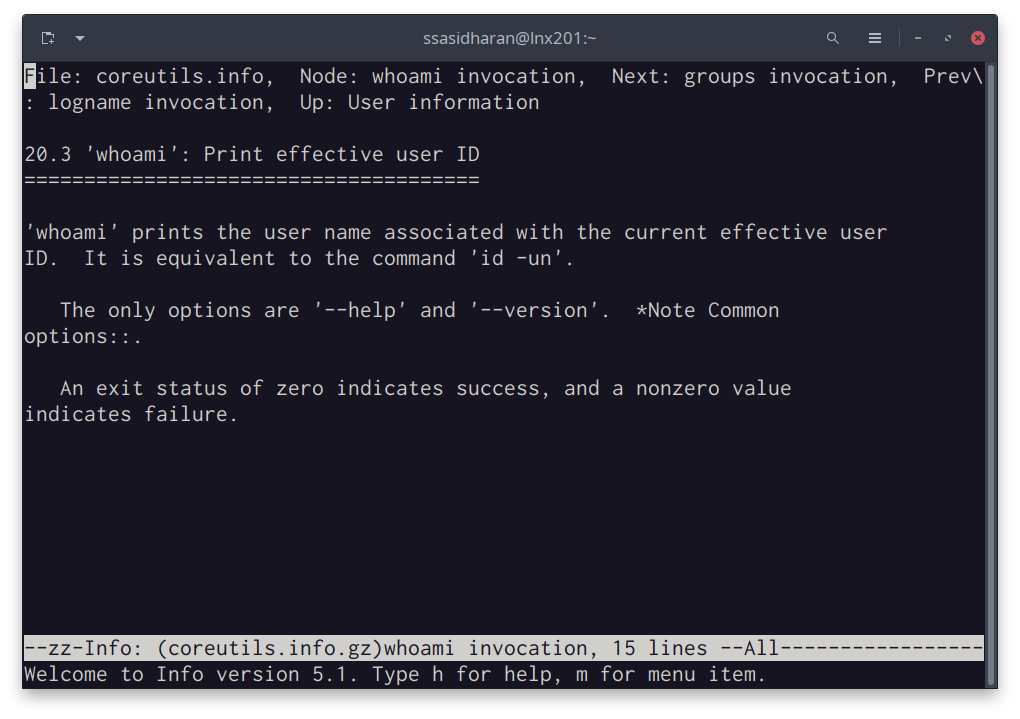 ssasidharan@lnx201:~
File: coreutils.info,  Node: whoami invocation,  Next: groups invocation,  Prev\
: logname invocation,  Up: User information
20.3 'whoami': Print effective user ID
======================================
'whoami' prints the user name associated with the current effective user
ID.  It is equivalent to the command 'id -un'.
   The only options are '--help' and '--version'.  *Note Common
options::.
   An exit status of zero indicates success, and a nonzero value
indicates failure.
--zz-Info: (coreutils.info.gz)whoami invocation, 15 lines --All-----------------
Welcome to Info version 5.1. Type h for help, m for menu item.